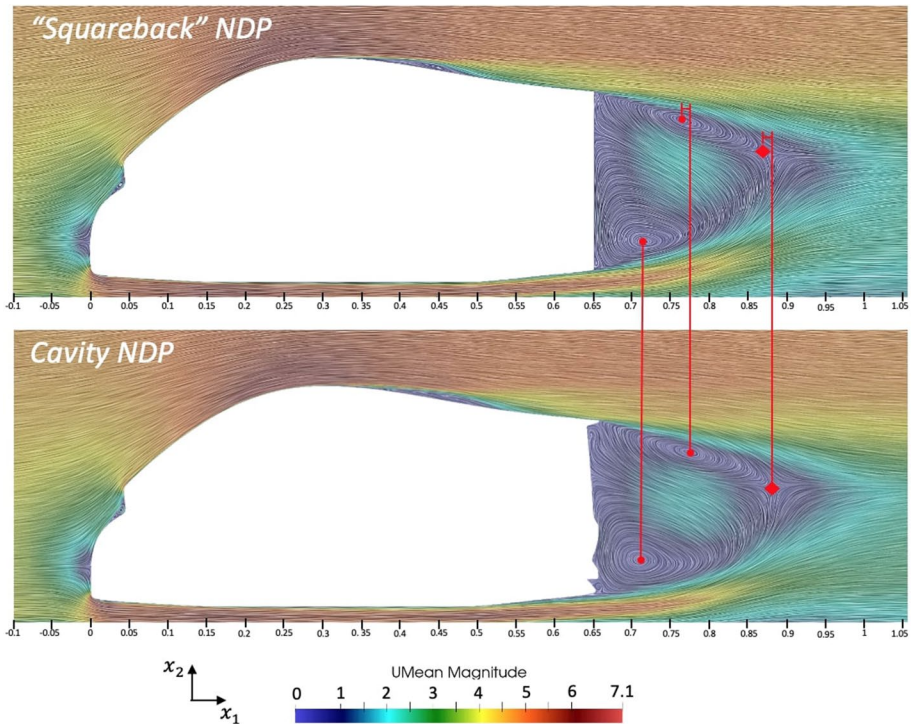 “Squareback” NDP
-0.1 0 0.05 0.1 0.15 0.2 0.25 0.3 0.35 0.4 0.45 0.5 0.55 0.6 0.65 0.7 0.75 0.8 0.85 0.9 0.95 1 1.05
Cavity NDP
-0.1 0 0.05 0.1 0.15 0.2 0.25 0.3 0.35 0.4 0.45 0.5 0.55 0.6 0.65 0.7 0.75 0.8 0.85 0.9 0.95 1 1.05
x₂
x₁
UMean Magnitude
0 1 2 3 4 5 6 7.1